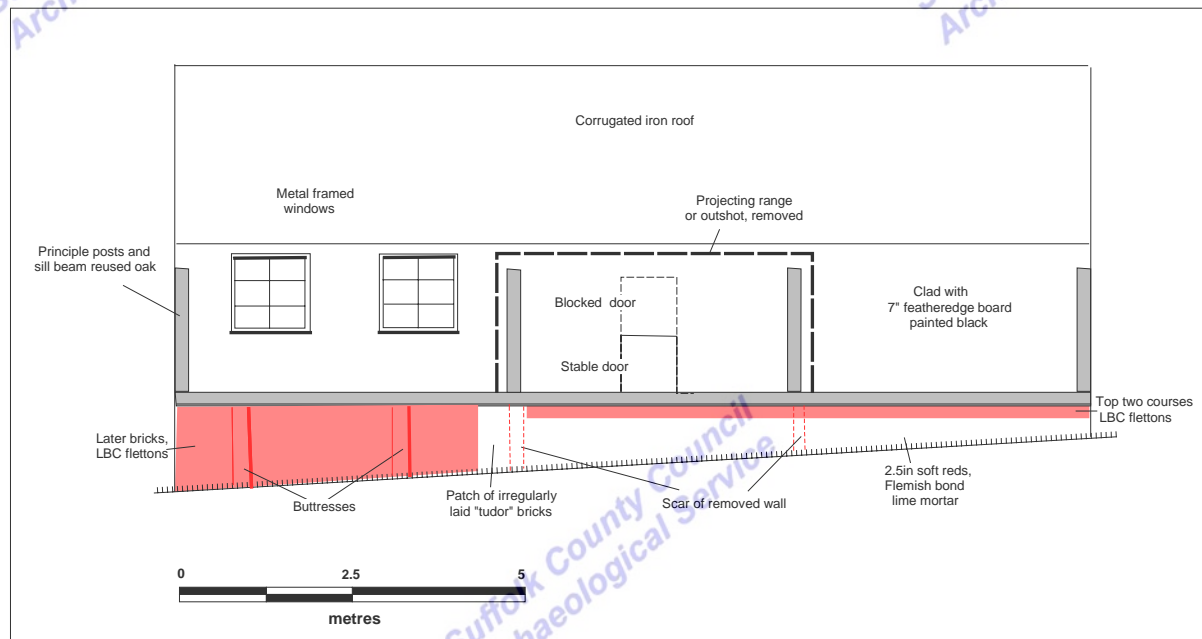 Corrugated iron roof
Metal framed
windows
Projecting range
or outshot, removed
Principle posts and
sill beam reused oak
Blocked door
Clad with
7" featheredge board
painted black
Stable door
Top two courses
LBC flettons
Later bricks,
LBC flettons
Buttresses
Patch of irregularly
laid "tudor" bricks
Scar of removed wall
2.5in soft reds,
Flemish bond
lime mortar
0 2.5 5
metres
Suffolk County Council
Archaeological Service